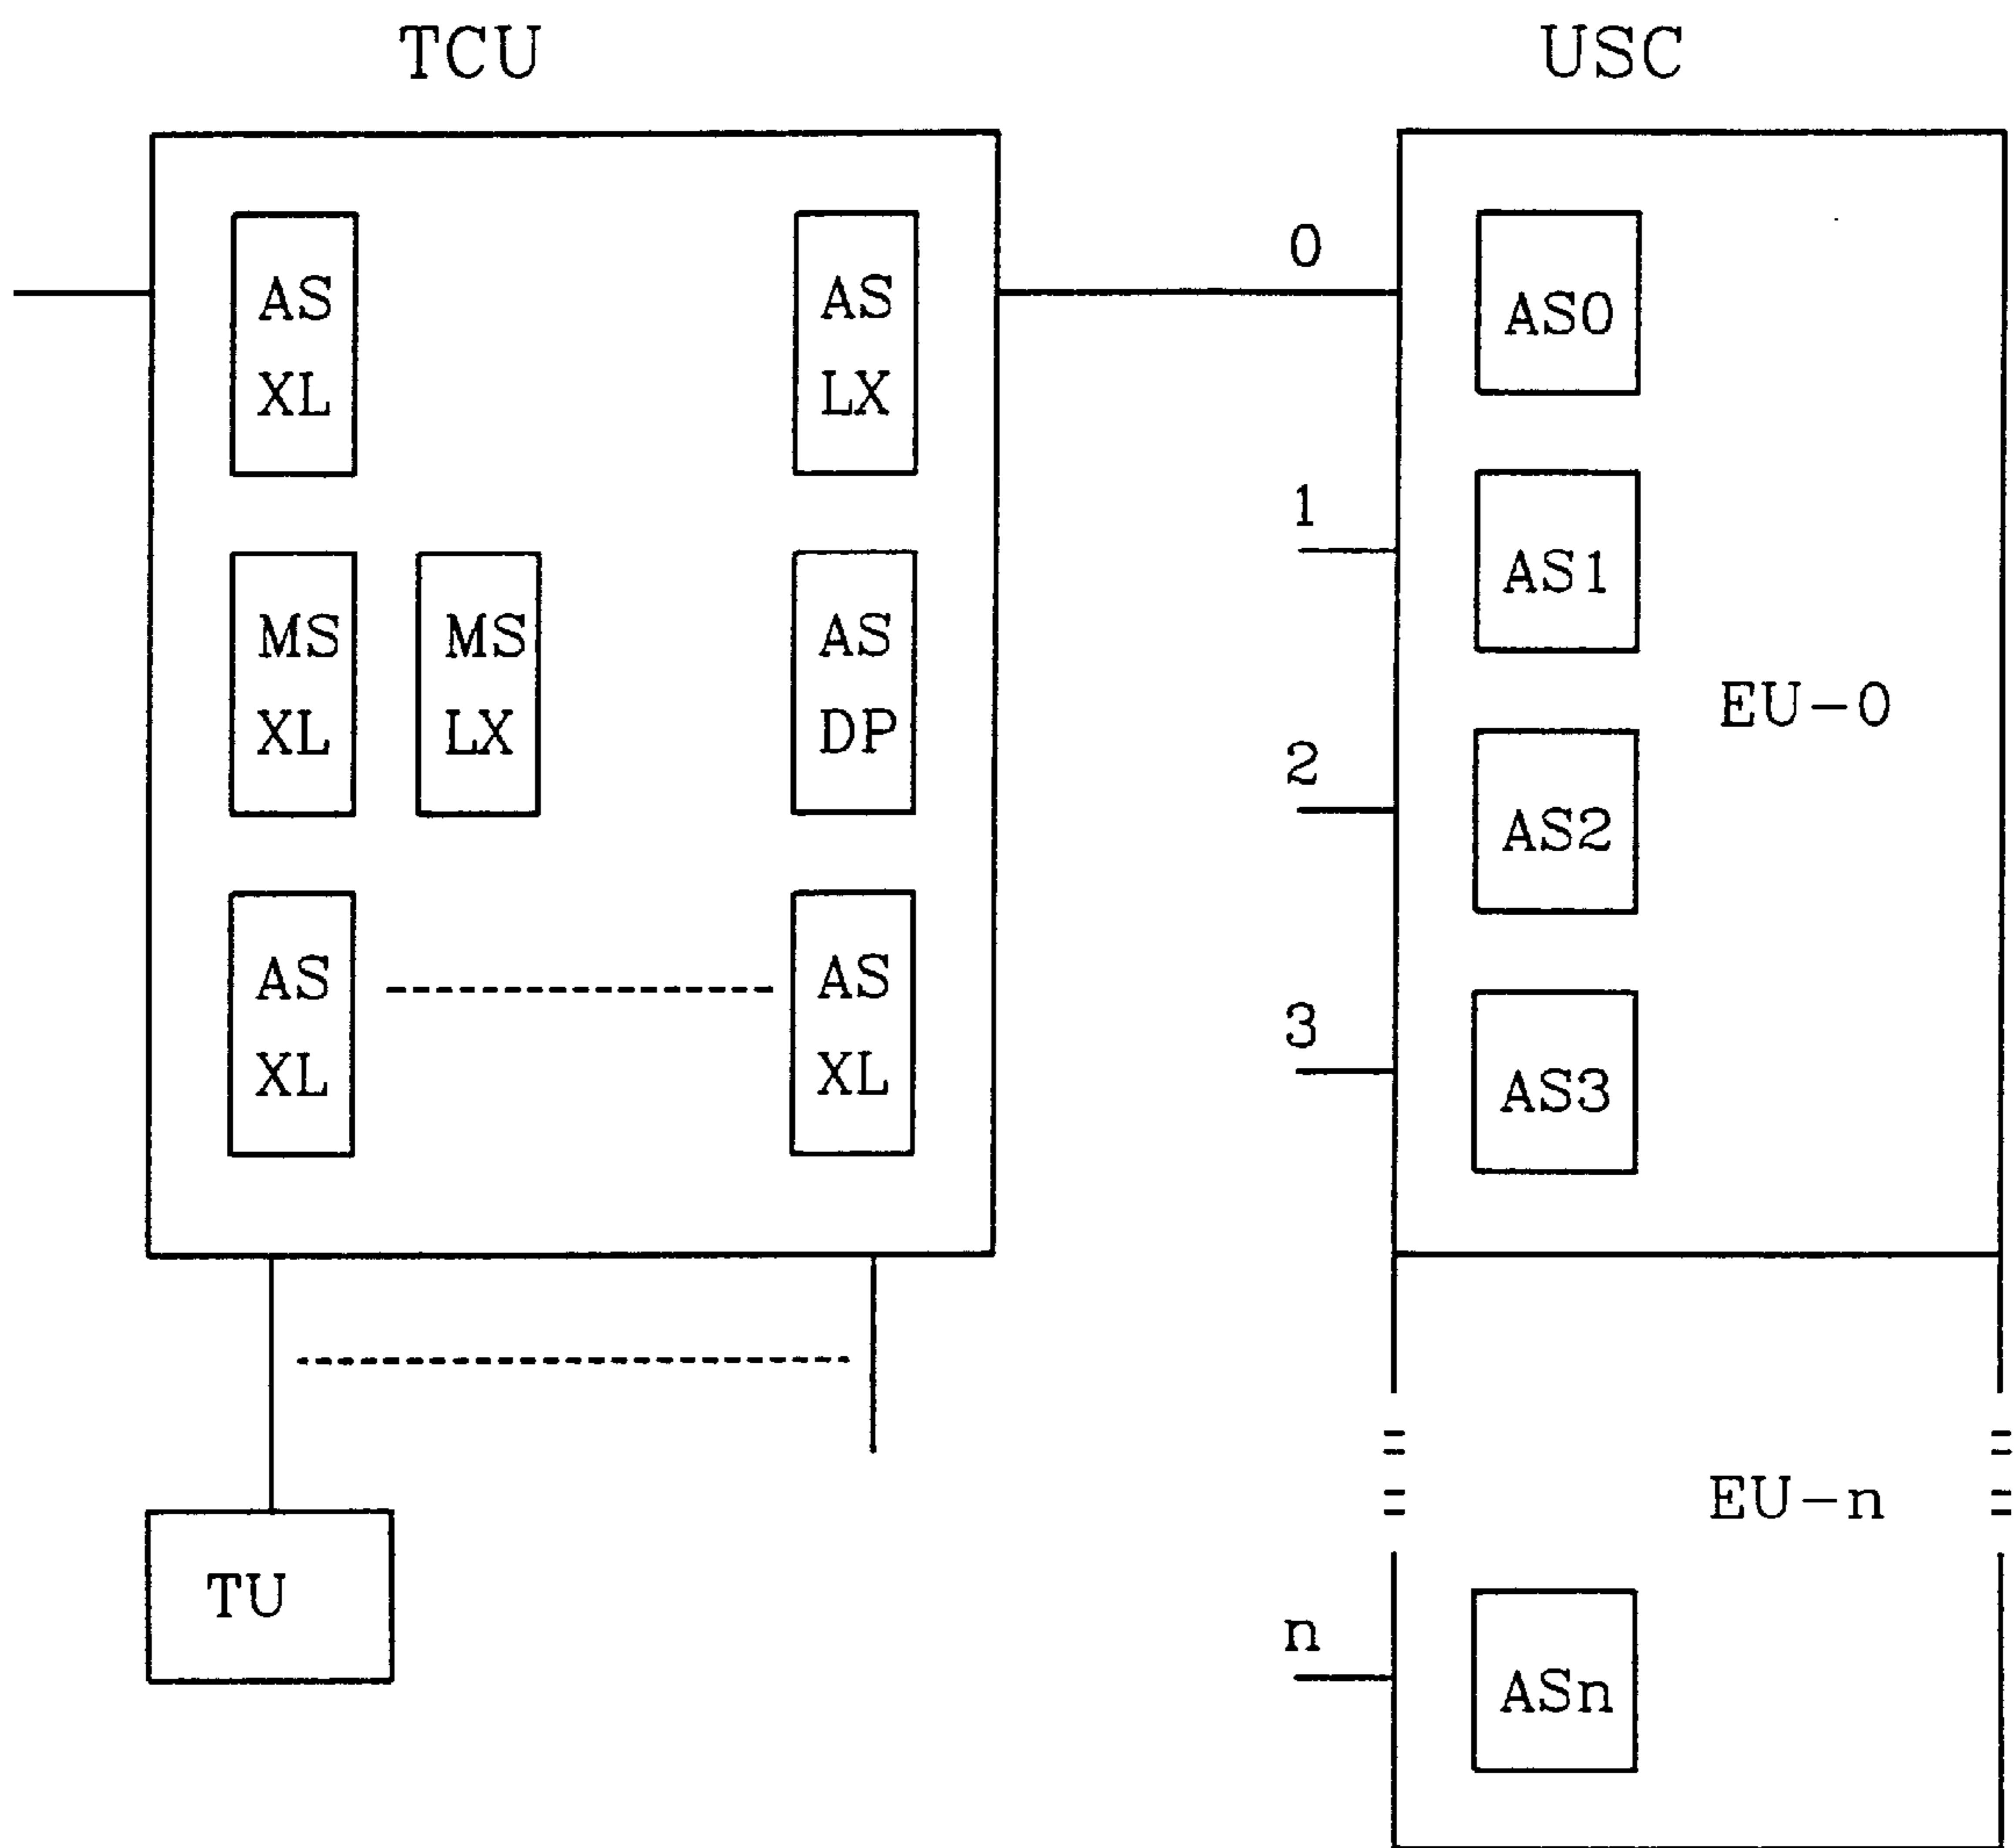 TCU
USC
AS
XL
AS
LX
0
AS0
MS
XL
MS
LX
AS
DP
1
AS1
EU-0
2
AS2
AS
XL
AS
XL
3
AS3
EU-n
TU
n
ASn